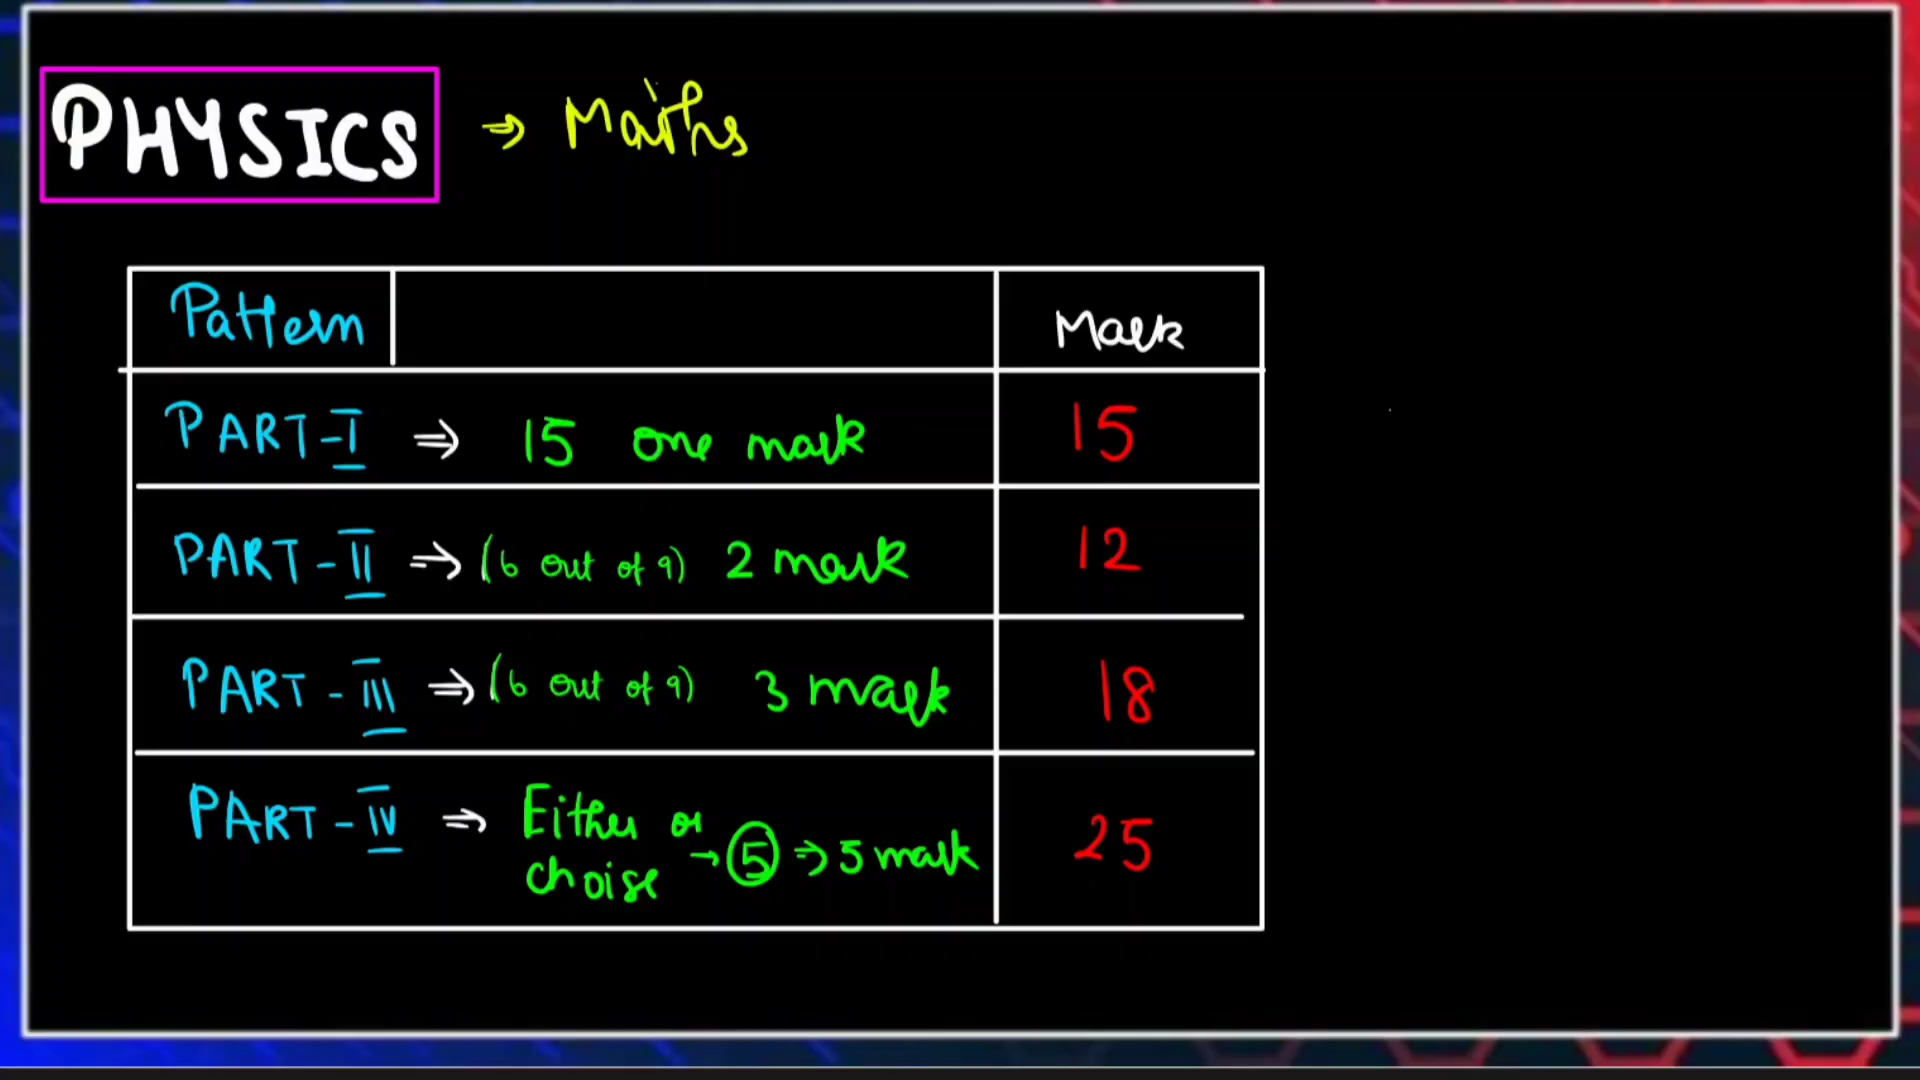 PHYSICS ⇒ Maths
Pattern Mark
PART-I ⇒ 15 one mark 15
PART-II ⇒ (6 out of 9) 2 mark 12
PART-III ⇒ (6 out of 9) 3 mark 18
PART-IV ⇒ Either or
choise → 5 ⇒ 5 mark 25